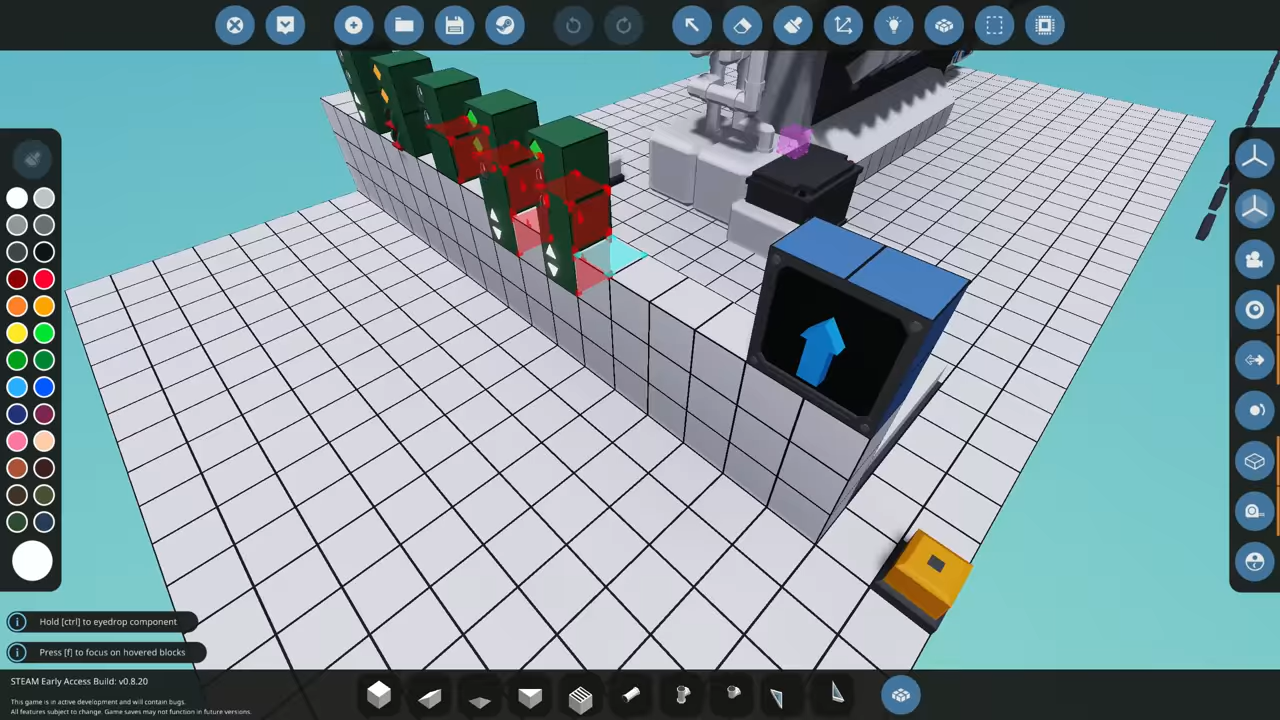 Hold [ctrl] to eyedrop component
Press [f] to focus on hovered blocks
STEAM Early Access Build: v0.8.20
This game is in active development and will contain bugs.
All features subject to change. Game saves may not function in future versions.